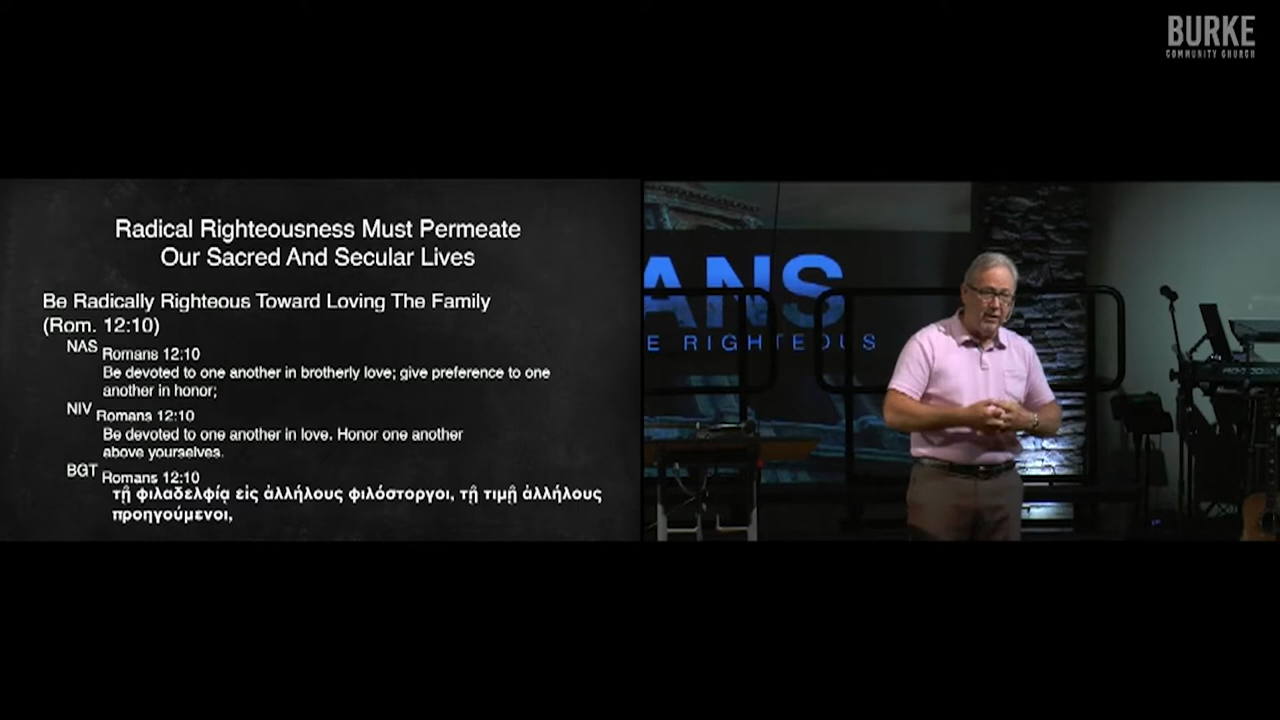 BURKE
COMMUNITY CHURCH
Radical Righteousness Must Permeate
Our Sacred And Secular Lives
Be Radically Righteous Toward Loving The Family
(Rom. 12:10)
NAS Romans 12:10
Be devoted to one another in brotherly love; give preference to one
another in honor;
NIV Romans 12:10
Be devoted to one another in love. Honor one another
above yourselves.
BGT Romans 12:10
τῇ φιλαδελφίᾳ εἰς ἀλλήλους φιλόστοργοι, τῇ τιμῇ ἀλλήλους
προηγούμενοι,
ANS
E RIGHTEOUS